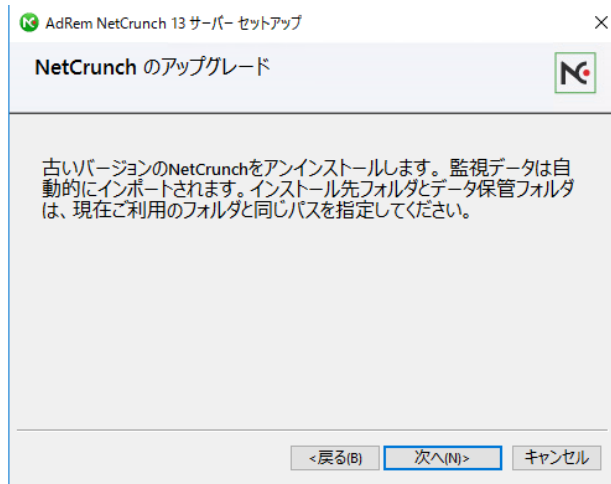 AdRem NetCrunch 13 サーバー セットアップ
NetCrunch のアップグレード
古いバージョンのNetCrunchをアンインストールします。監視データは自
動的にインポートされます。インストール先フォルダとデータ保管フォルダ
は、現在ご利用のフォルダと同じパスを指定してください。
<戻る(B) 次へ(N)> キャンセル